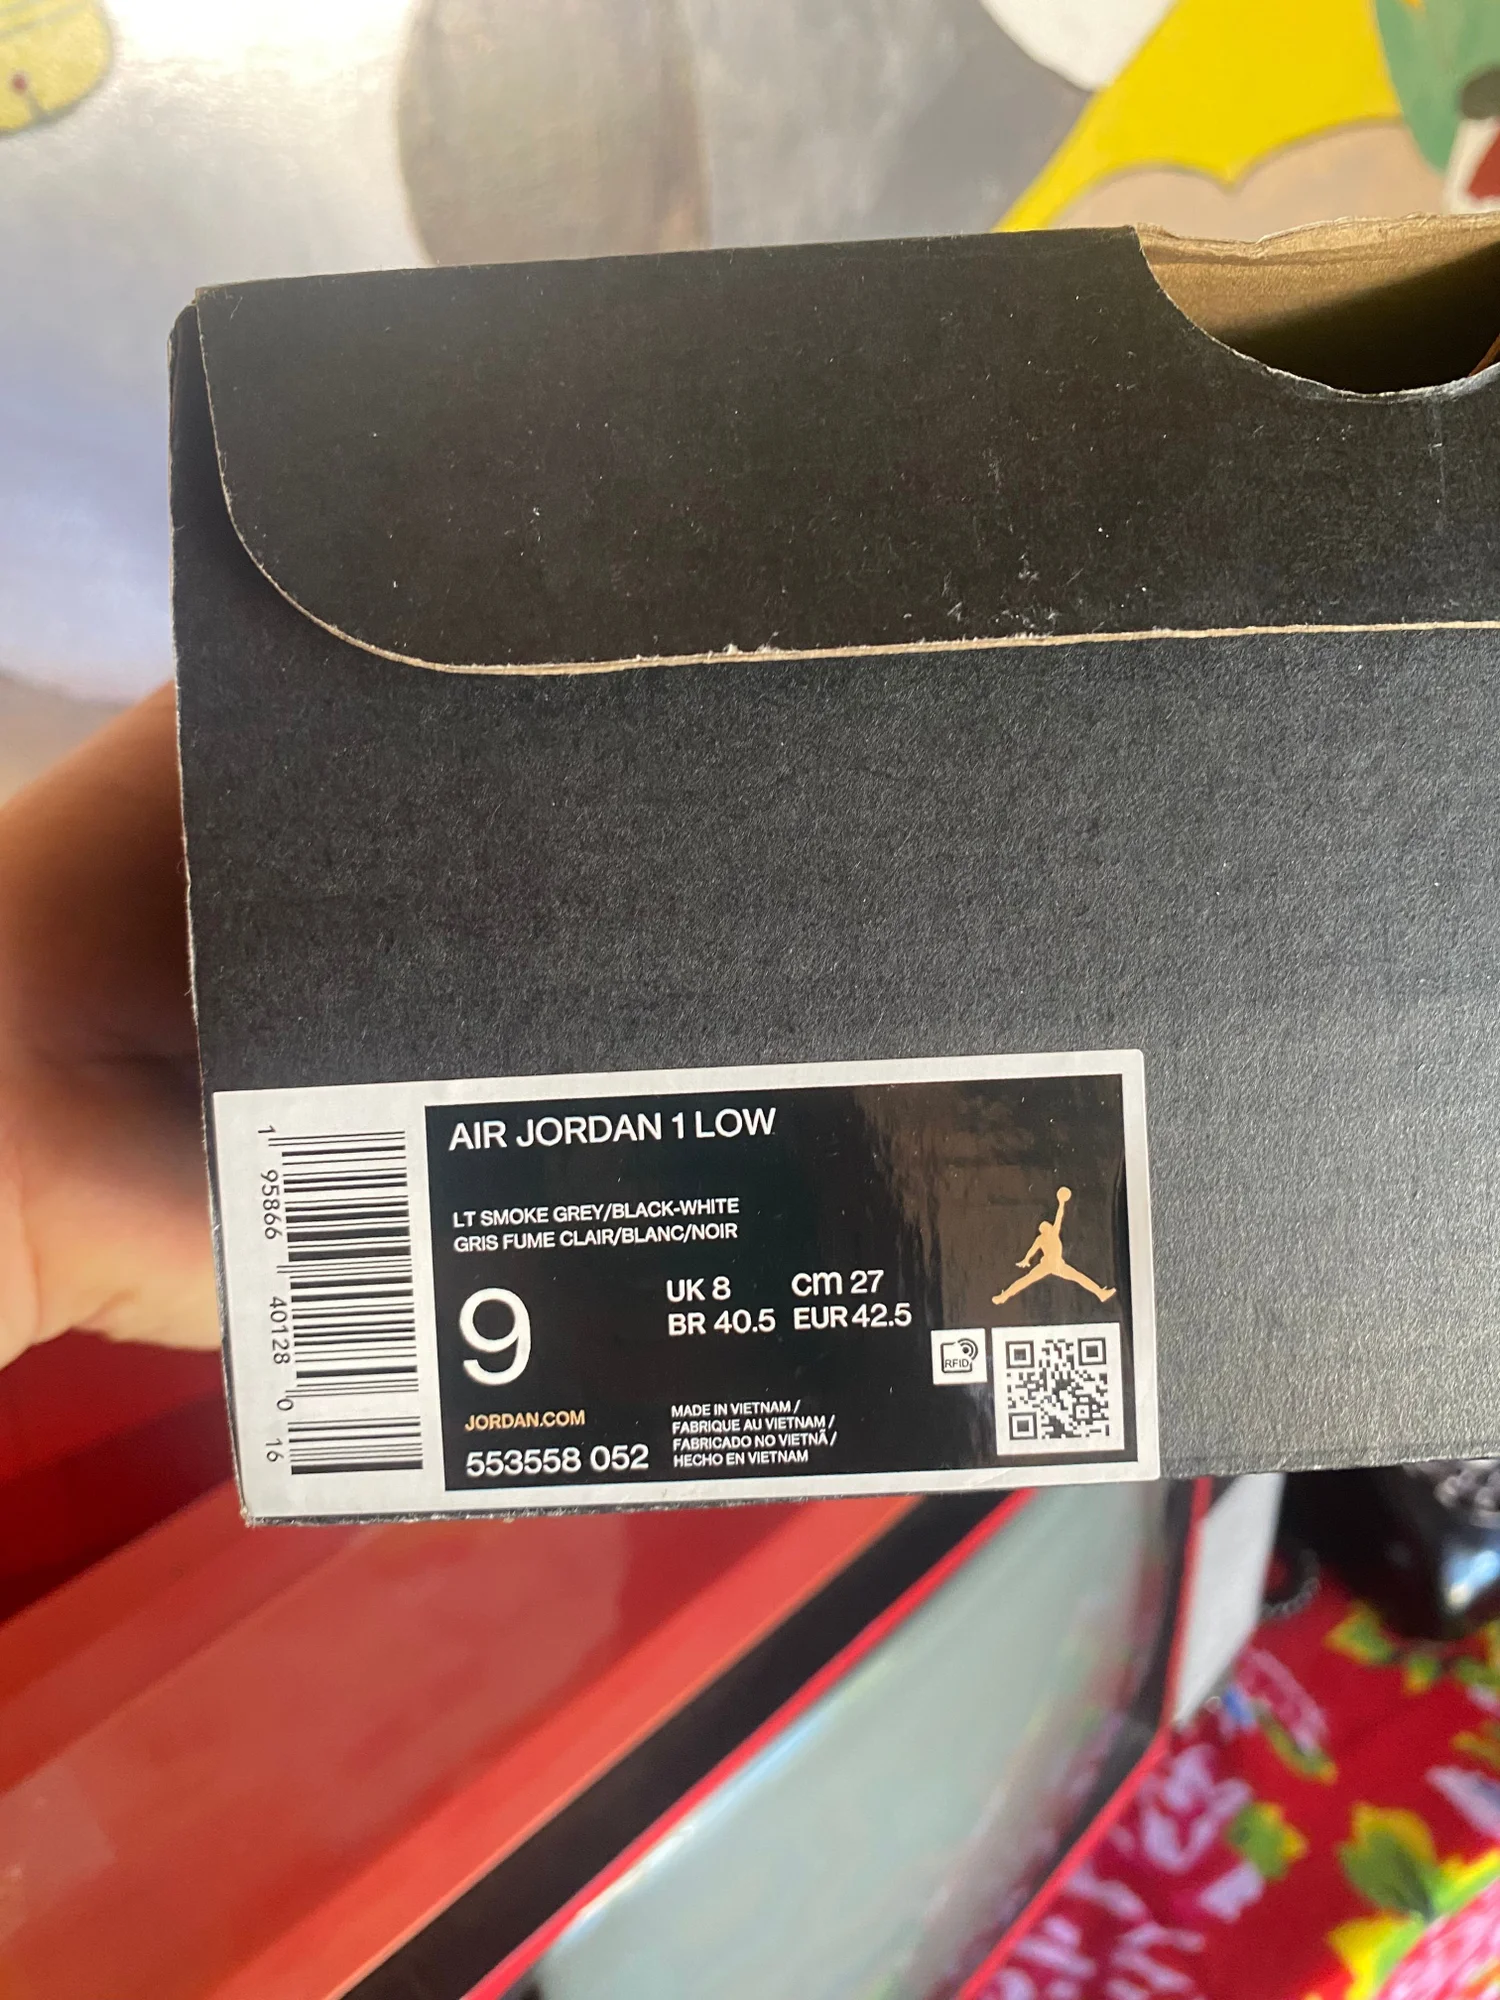 AIR JORDAN 1 LOW
LT SMOKE GREY/BLACK-WHITE
GRIS FUME CLAIR/BLANC/NOIR
9
UK 8 cm 27
BR 40.5 EUR 42.5
RFID
JORDAN.COM
553558 052
MADE IN VIETNAM /
FABRIQUE AU VIETNAM /
FABRICADO NO VIETNÃ /
HECHO EN VIETNAM
1 95866 40128 0 16